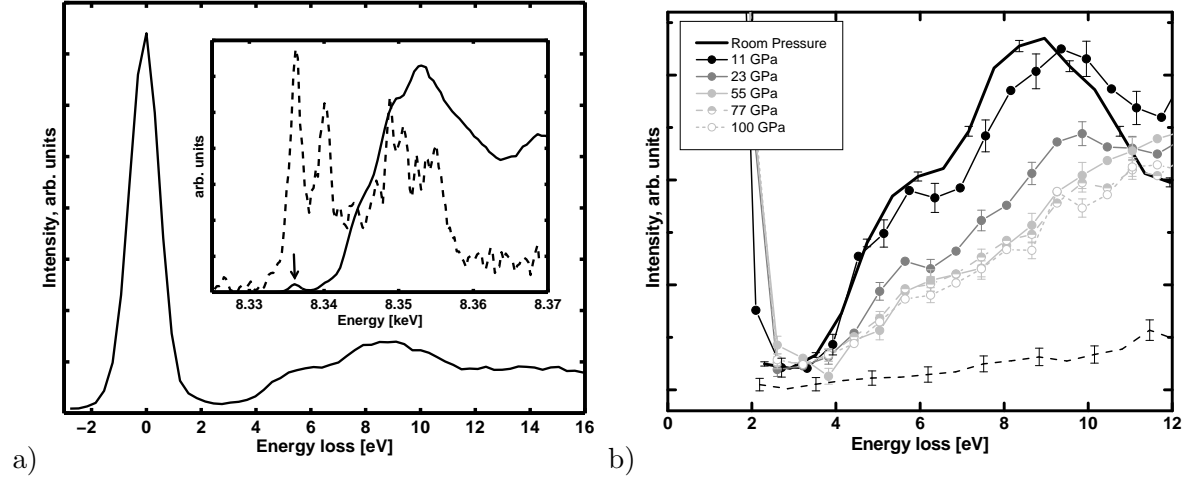 Intensity, arb. units
−2 0 2 4 6 8 10 12 14 16
Energy loss [eV]
arb. units
8.33 8.34 8.35 8.36 8.37
Energy [keV]
a)
Intensity, arb. units
Room Pressure
11 GPa
23 GPa
55 GPa
77 GPa
100 GPa
0 2 4 6 8 10 12
Energy loss [eV]
b)